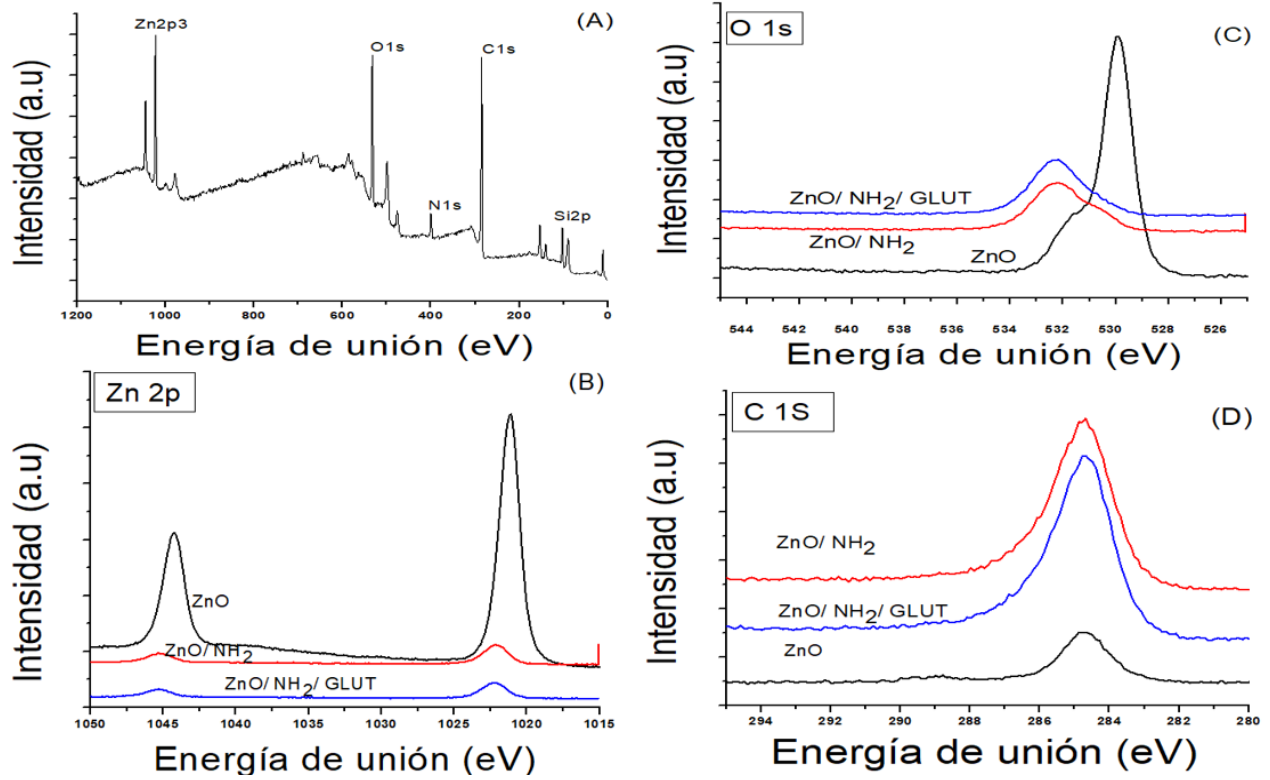 (A)
Zn2p3
O1s
C1s
N1s
Si2p
Intensidad (a.u)
1200 1000 800 600 400 200 0
Energía de unión (eV)
O 1s
(C)
ZnO/ NH2/ GLUT
ZnO/ NH2
ZnO
Intensidad (a.u)
544 542 540 538 536 534 532 530 528 526
Energía de unión (eV)
Zn 2p
(B)
ZnO
ZnO/ NH2
ZnO/ NH2/ GLUT
Intensidad (a.u)
1050 1045 1040 1035 1030 1025 1020 1015
Energía de unión (eV)
C 1S
(D)
ZnO/ NH2
ZnO/ NH2/ GLUT
ZnO
Intensidad (a.u)
294 292 290 288 286 284 282 280
Energía de unión (eV)